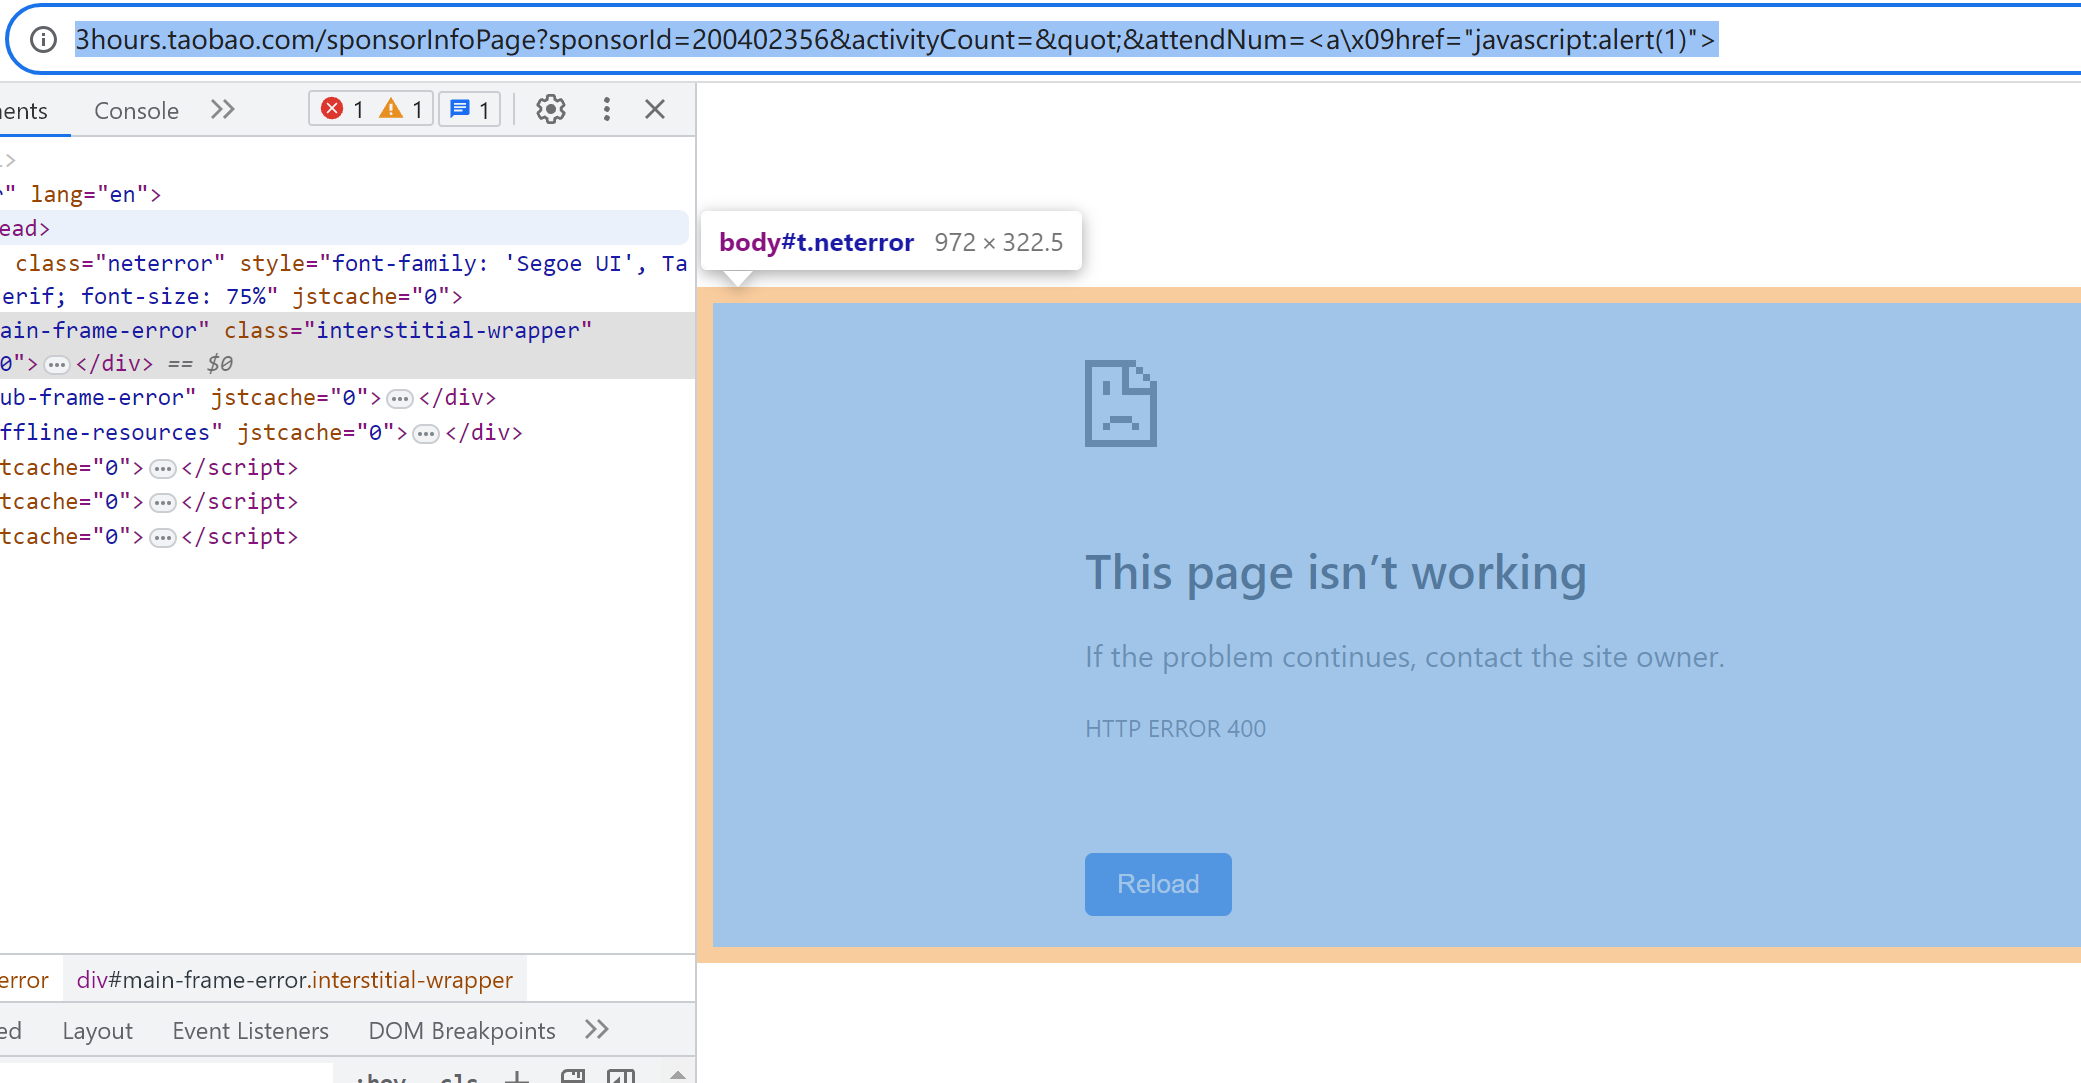 3hours.taobao.com/sponsorInfoPage?sponsorId=200402356&activityCount=&quot;&attendNum=<a\x09href="javascript:alert(1)">
ents Console 1 1 1
>
" lang="en">
ead>
class="neterror" style="font-family: 'Segoe UI', Ta
erif; font-size: 75%" jstcache="0">
ain-frame-error" class="interstitial-wrapper"
0"> ··· </div> == $0
ub-frame-error" jstcache="0"> ··· </div>
ffline-resources" jstcache="0"> ··· </div>
tcache="0"> ··· </script>
tcache="0"> ··· </script>
tcache="0"> ··· </script>
error div#main-frame-error.interstitial-wrapper
ed Layout Event Listeners DOM Breakpoints
:hov .cls
body#t.neterror 972 × 322.5
This page isn’t working
If the problem continues, contact the site owner.
HTTP ERROR 400
Reload